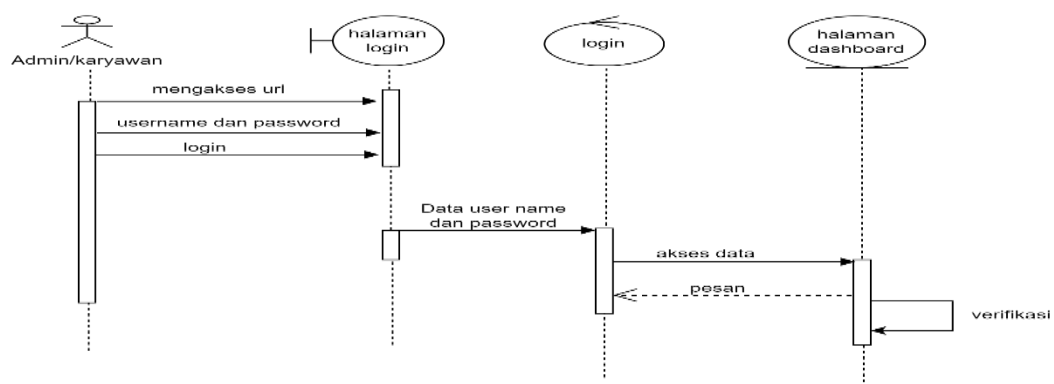 Admin/karyawan
halaman
login
login
halaman
dashboard
mengakses url
username dan password
login
Data user name
dan password
akses data
pesan
verifikasi